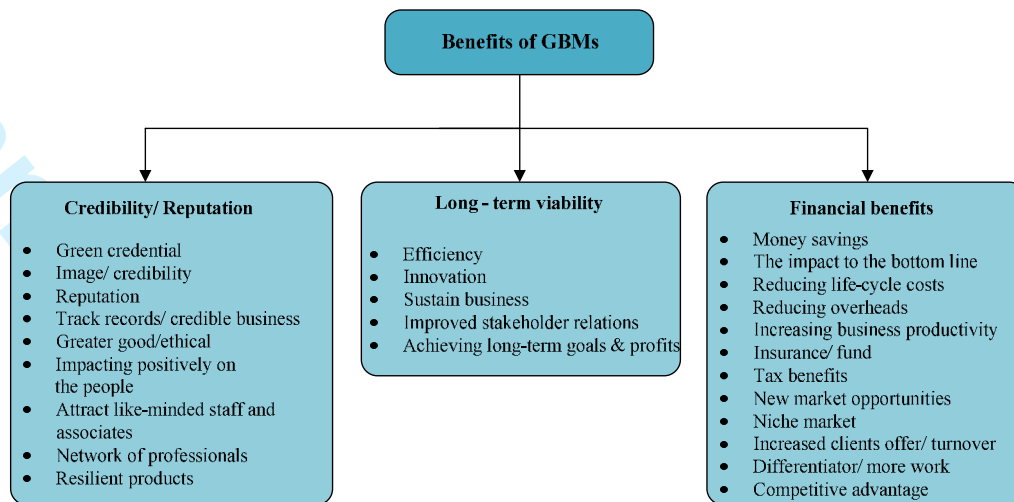 Benefits of GBMs
Credibility/ Reputation
• Green credential
• Image/ credibility
• Reputation
• Track records/ credible business
• Greater good/ethical
• Impacting positively on
the people
• Attract like-minded staff and
associates
• Network of professionals
• Resilient products
Long - term viability
• Efficiency
• Innovation
• Sustain business
• Improved stakeholder relations
• Achieving long-term goals & profits
Financial benefits
• Money savings
• The impact to the bottom line
• Reducing life-cycle costs
• Reducing overheads
• Increasing business productivity
• Insurance/ fund
• Tax benefits
• New market opportunities
• Niche market
• Increased clients offer/ turnover
• Differentiator/ more work
• Competitive advantage